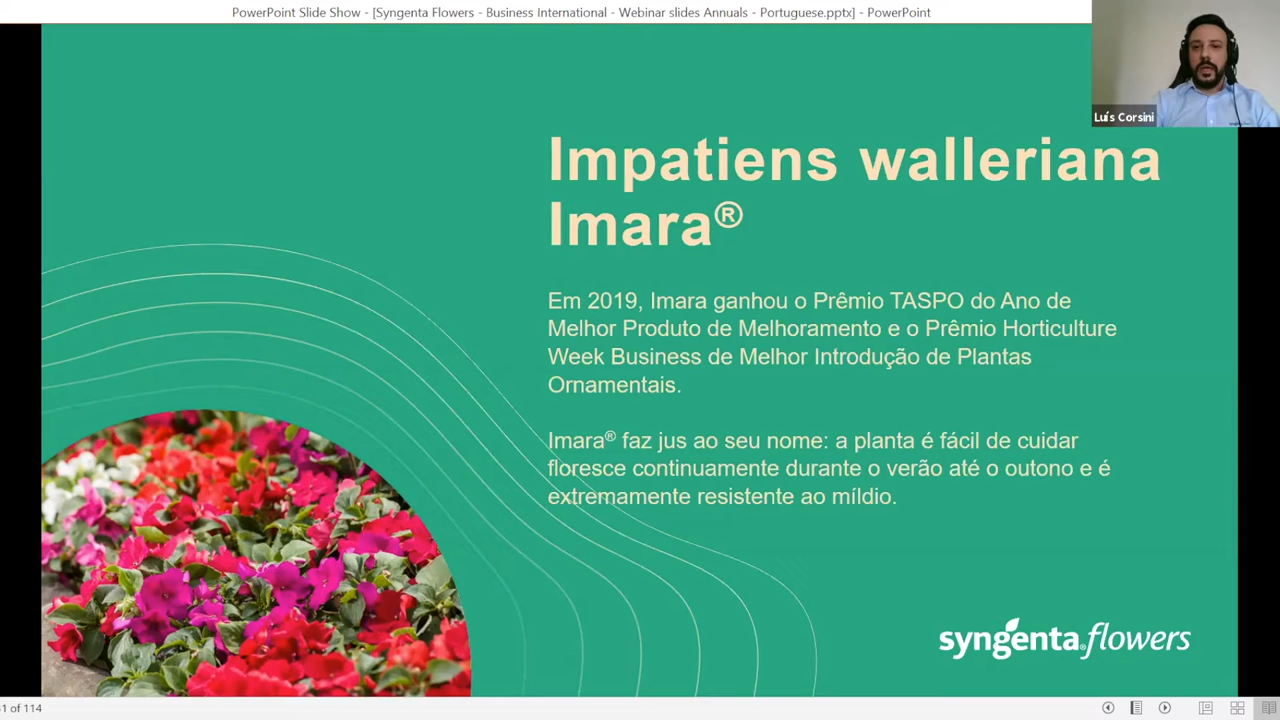 PowerPoint Slide Show - [Syngenta Flowers - Business International - Webinar slides Annuals - Portuguese.pptx] - PowerPoint
Luís Corsini
Impatiens walleriana
Imara®
Em 2019, Imara ganhou o Prêmio TASPO do Ano de
Melhor Produto de Melhoramento e o Prêmio Horticulture
Week Business de Melhor Introdução de Plantas
Ornamentais.
Imara® faz jus ao seu nome: a planta é fácil de cuidar
floresce continuamente durante o verão até o outono e é
extremamente resistente ao míldio.
syngenta® flowers
of 114